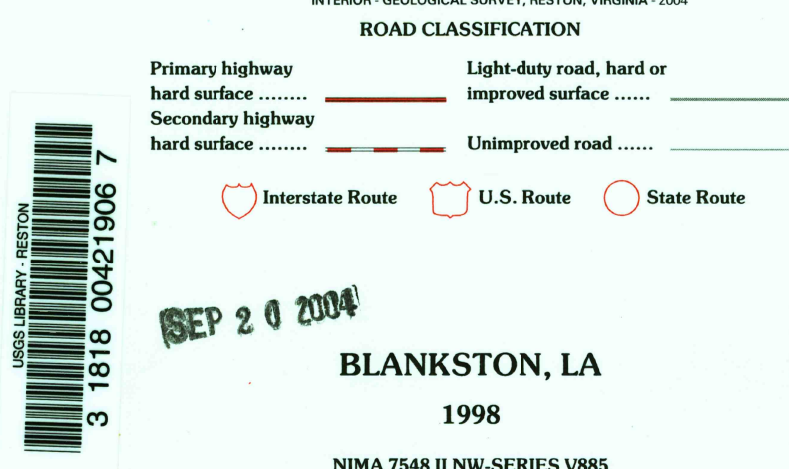 INTERIOR - GEOLOGICAL SURVEY, RESTON, VIRGINIA - 2004
ROAD CLASSIFICATION
Primary highway
hard surface ........
Light-duty road, hard or
improved surface ......
Secondary highway
hard surface ........
Unimproved road ......
Interstate Route
U.S. Route
State Route
USGS LIBRARY - RESTON
3 1818 00421906 7
SEP 20 2004
BLANKSTON, LA
1998
NIMA 7548 II NW-SERIES V885